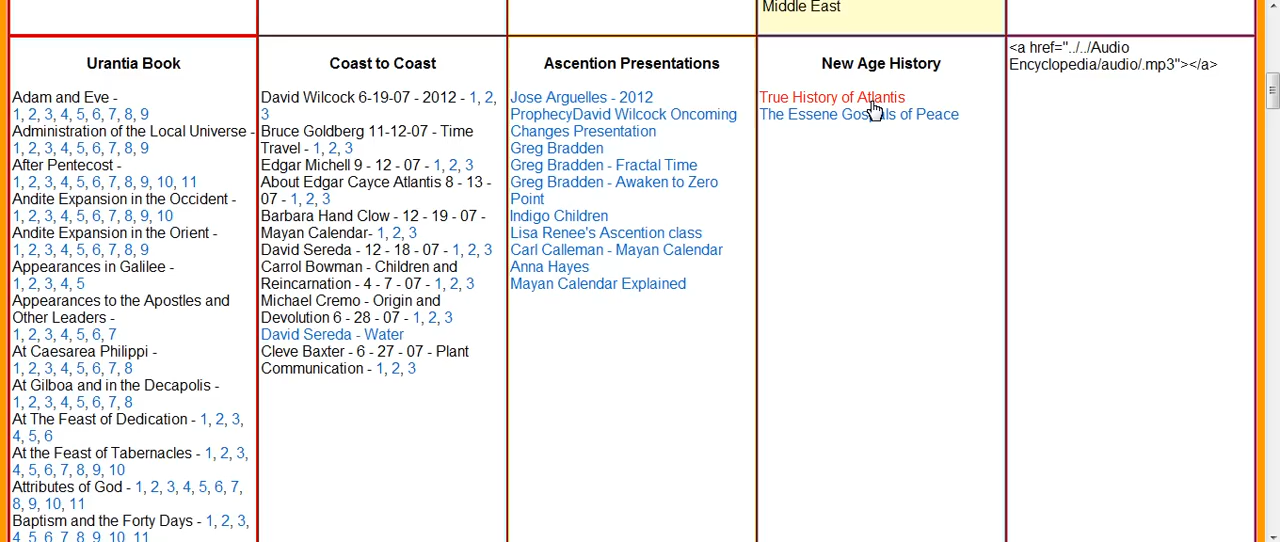 Middle East
Urantia Book
Adam and Eve -
1, 2, 3, 4, 5, 6, 7, 8, 9
Administration of the Local Universe -
1, 2, 3, 4, 5, 6, 7, 8, 9
After Pentecost -
1, 2, 3, 4, 5, 6, 7, 8, 9, 10, 11
Andite Expansion in the Occident -
1, 2, 3, 4, 5, 6, 7, 8, 9, 10
Andite Expansion in the Orient -
1, 2, 3, 4, 5, 6, 7, 8, 9
Appearances in Galilee -
1, 2, 3, 4, 5
Appearances to the Apostles and
Other Leaders -
1, 2, 3, 4, 5, 6, 7
At Caesarea Philippi -
1, 2, 3, 4, 5, 6, 7, 8
At Gilboa and in the Decapolis -
1, 2, 3, 4, 5, 6, 7, 8
At The Feast of Dedication - 1, 2, 3,
4, 5, 6
At the Feast of Tabernacles - 1, 2, 3,
4, 5, 6, 7, 8, 9, 10
Attributes of God - 1, 2, 3, 4, 5, 6, 7,
8, 9, 10, 11
Baptism and the Forty Days - 1, 2, 3,
4, 5, 6, 7, 8, 9, 10, 11
Coast to Coast
David Wilcock 6-19-07 - 2012 - 1, 2,
3
Bruce Goldberg 11-12-07 - Time
Travel - 1, 2, 3
Edgar Michell 9 - 12 - 07 - 1, 2, 3
About Edgar Cayce Atlantis 8 - 13 -
07 - 1, 2, 3
Barbara Hand Clow - 12 - 19 - 07 -
Mayan Calendar- 1, 2, 3
David Sereda - 12 - 18 - 07 - 1, 2, 3
Carrol Bowman - Children and
Reincarnation - 4 - 7 - 07 - 1, 2, 3
Michael Cremo - Origin and
Devolution 6 - 28 - 07 - 1, 2, 3
David Sereda - Water
Cleve Baxter - 6 - 27 - 07 - Plant
Communication - 1, 2, 3
Ascention Presentations
Jose Arguelles - 2012
ProphecyDavid Wilcock Oncoming
Changes Presentation
Greg Bradden
Greg Bradden - Fractal Time
Greg Bradden - Awaken to Zero
Point
Indigo Children
Lisa Renee's Ascention class
Carl Calleman - Mayan Calendar
Anna Hayes
Mayan Calendar Explained
New Age History
True History of Atlantis
The Essene Gospals of Peace
<a href="../../Audio
Encyclopedia/audio/.mp3"></a>